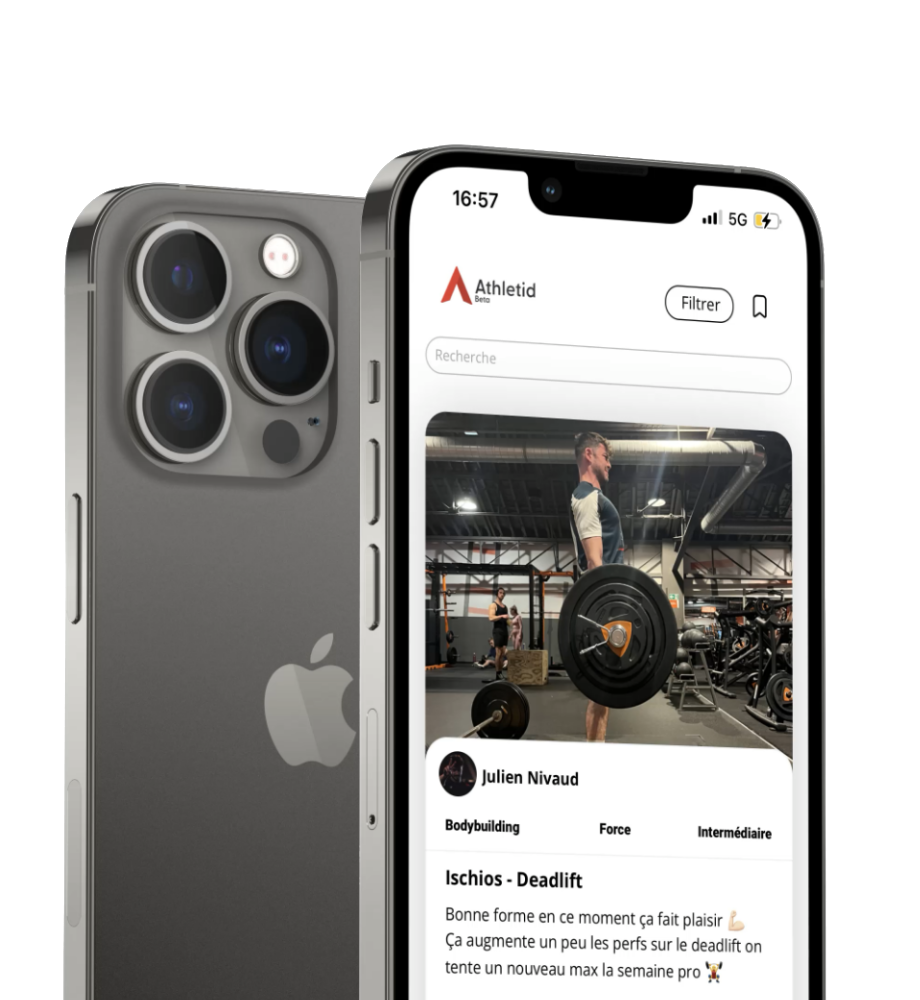 16:57
5G
Athletid
Beta
Filtrer
Recherche
Julien Nivaud
Bodybuilding Force Intermédiaire
Ischios - Deadlift
Bonne forme en ce moment ça fait plaisir 💪🏻
Ça augmente un peu les perfs sur le deadlift on
tente un nouveau max la semaine pro 🏋️